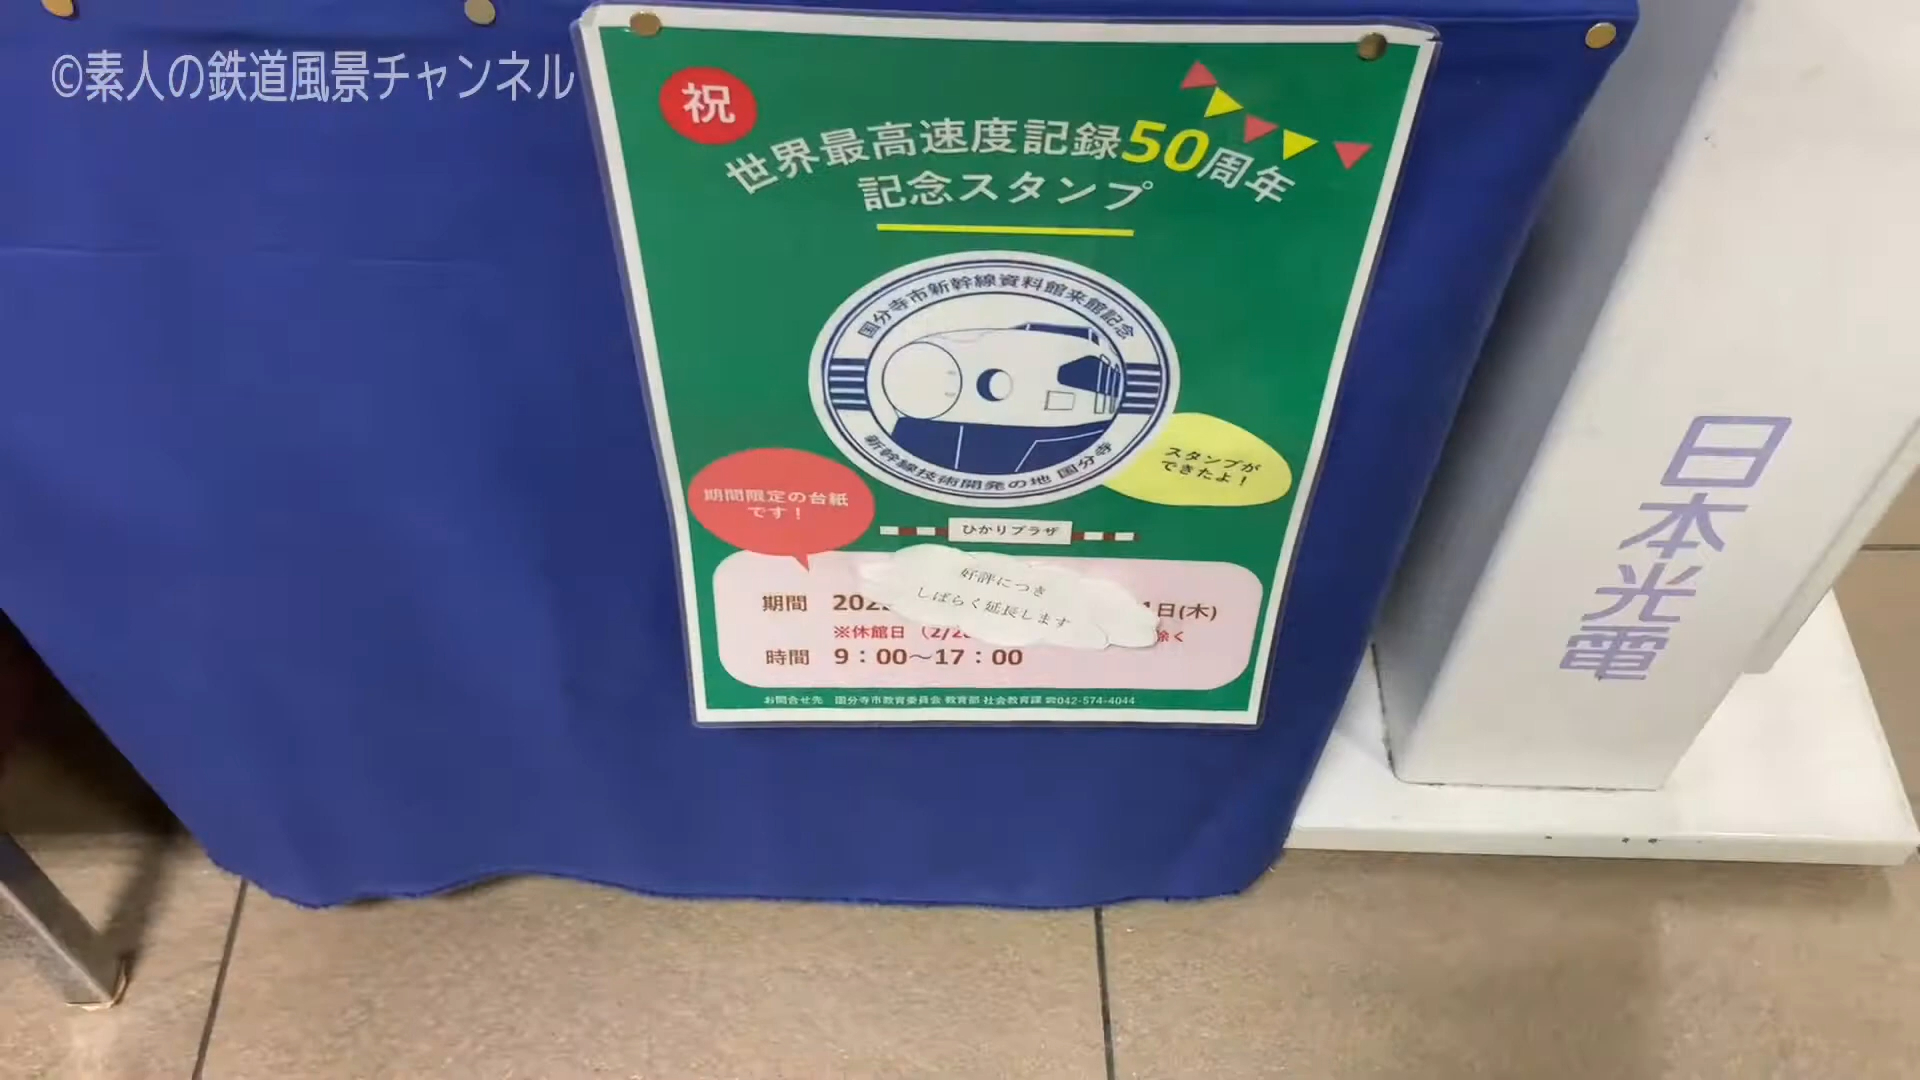 ©素人の鉄道風景チャンネル
祝
世界最高速度記録50周年
記念スタンプ
国分寺市新幹線資料館来館記念
新幹線技術開発の地 国分寺
スタンプが
できたよ！
期間限定の台紙
です！
ひかりプラザ
好評につき
しばらく延長します
期間 202 1日(木)
※休館日 （2/2 除く
時間 9：00～17：00
お問合せ先 国分寺市教育委員会 教育部 社会教育課 ☎042-574-4044
日本光電